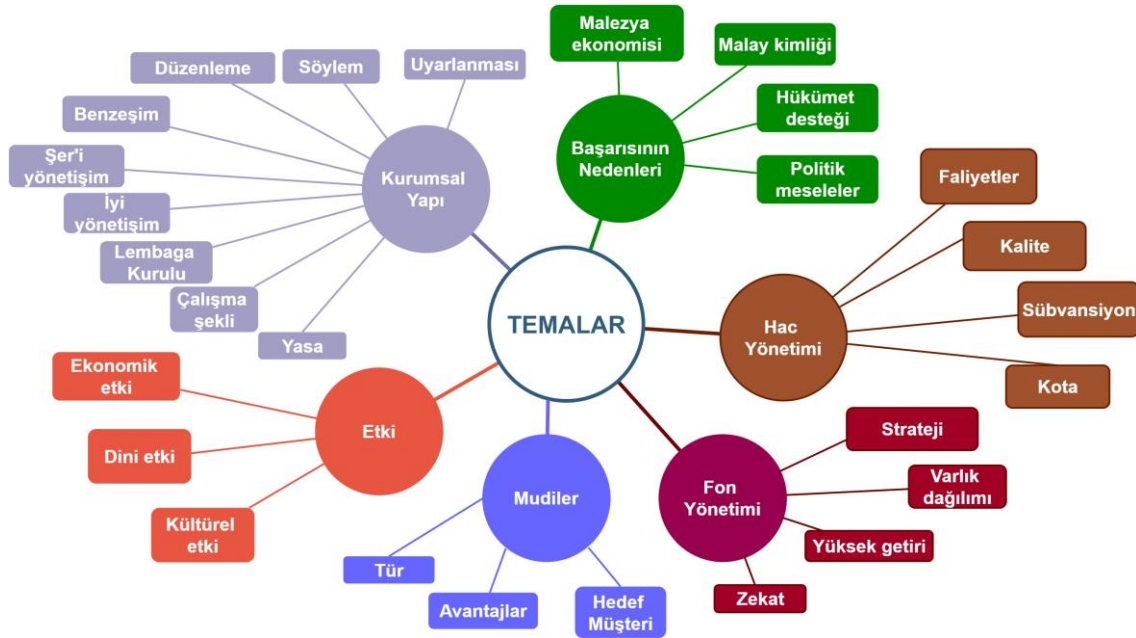 TEMALAR
Kurumsal
Yapı
Uyarlanması
Söylem
Düzenleme
Benzeşim
Şer'i
yönetişim
İyi
yönetişim
Lembaga
Kurulu
Çalışma
şekli
Yasa
Başarısının
Nedenleri
Malezya
ekonomisi
Malay kimliği
Hükümet
desteği
Politik
meseleler
Hac
Yönetimi
Faliyetler
Kalite
Sübvansiyon
Kota
Fon
Yönetimi
Strateji
Varlık
dağılımı
Yüksek getiri
Zekat
Mudiler
Tür
Avantajlar
Hedef
Müşteri
Etki
Ekonomik
etki
Dini etki
Kültürel
etki